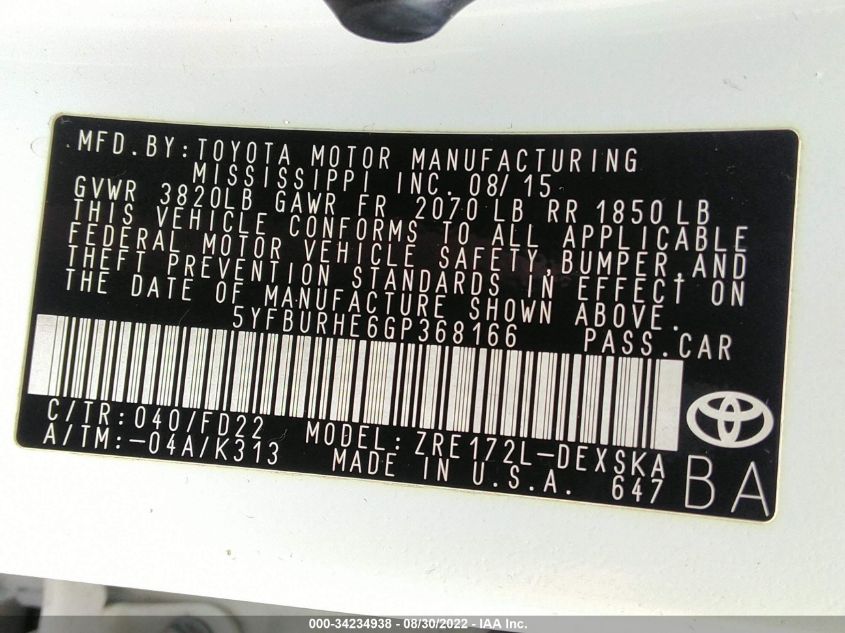 MFD.BY:TOYOTA MOTOR MANUFACTURING
MISSISSIPPI INC. 08/15
GVWR 3820LB GAWR FR 2070LB RR 1850LB
THIS VEHICLE CONFORMS TO ALL APPLICABLE
FEDERAL MOTOR VEHICLE SAFETY,BUMPER,AND
THEFT PREVENTION STANDARDS IN EFFECT ON
THE DATE OF MANUFACTURE SHOWN ABOVE.
5YFBURHE6GP368166 PASS.CAR
C/TR:040/FD22 MODEL:ZRE172L-DEXSKA
A/TM:-04A/K313 MADE IN U.S.A. 647 BA
000-34234938 - 08/30/2022 - IAA Inc.